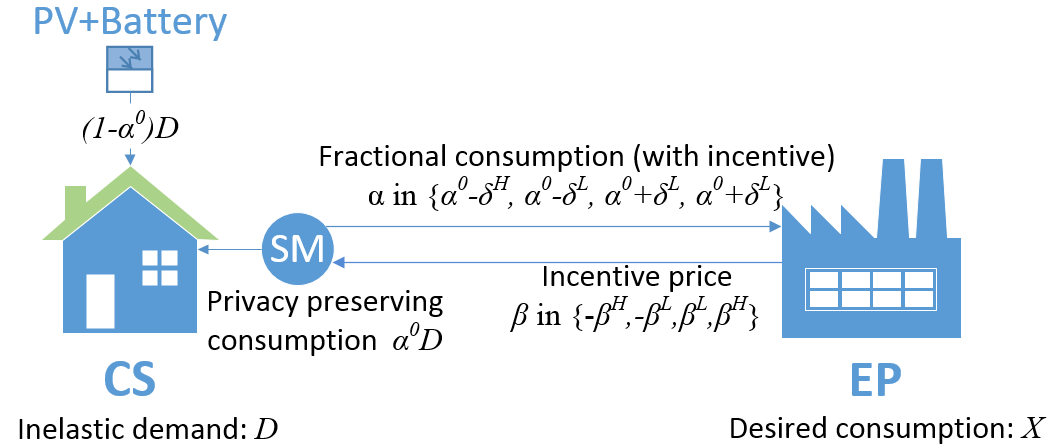 PV+Battery
(1-α⁰)D
Fractional consumption (with incentive)
α in {α⁰-δᴴ, α⁰-δᴸ, α⁰+δᴸ, α⁰+δᴸ}
SM
Incentive price
β in {-βᴴ,-βᴸ,βᴸ,βᴴ}
Privacy preserving
consumption α⁰D
CS
EP
Inelastic demand: D
Desired consumption: X